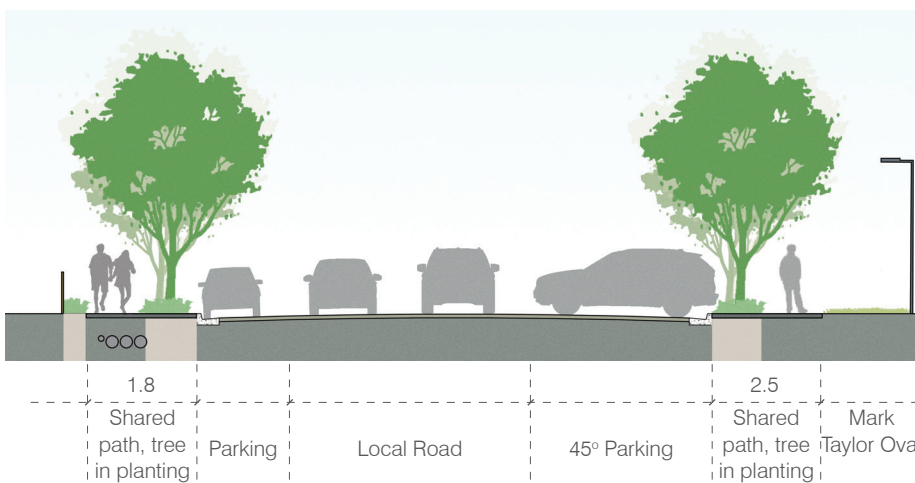 1.8
2.5
Shared
path, tree
in planting
Parking
Local Road
45º Parking
Shared
path, tree
in planting
Mark
Taylor Ova